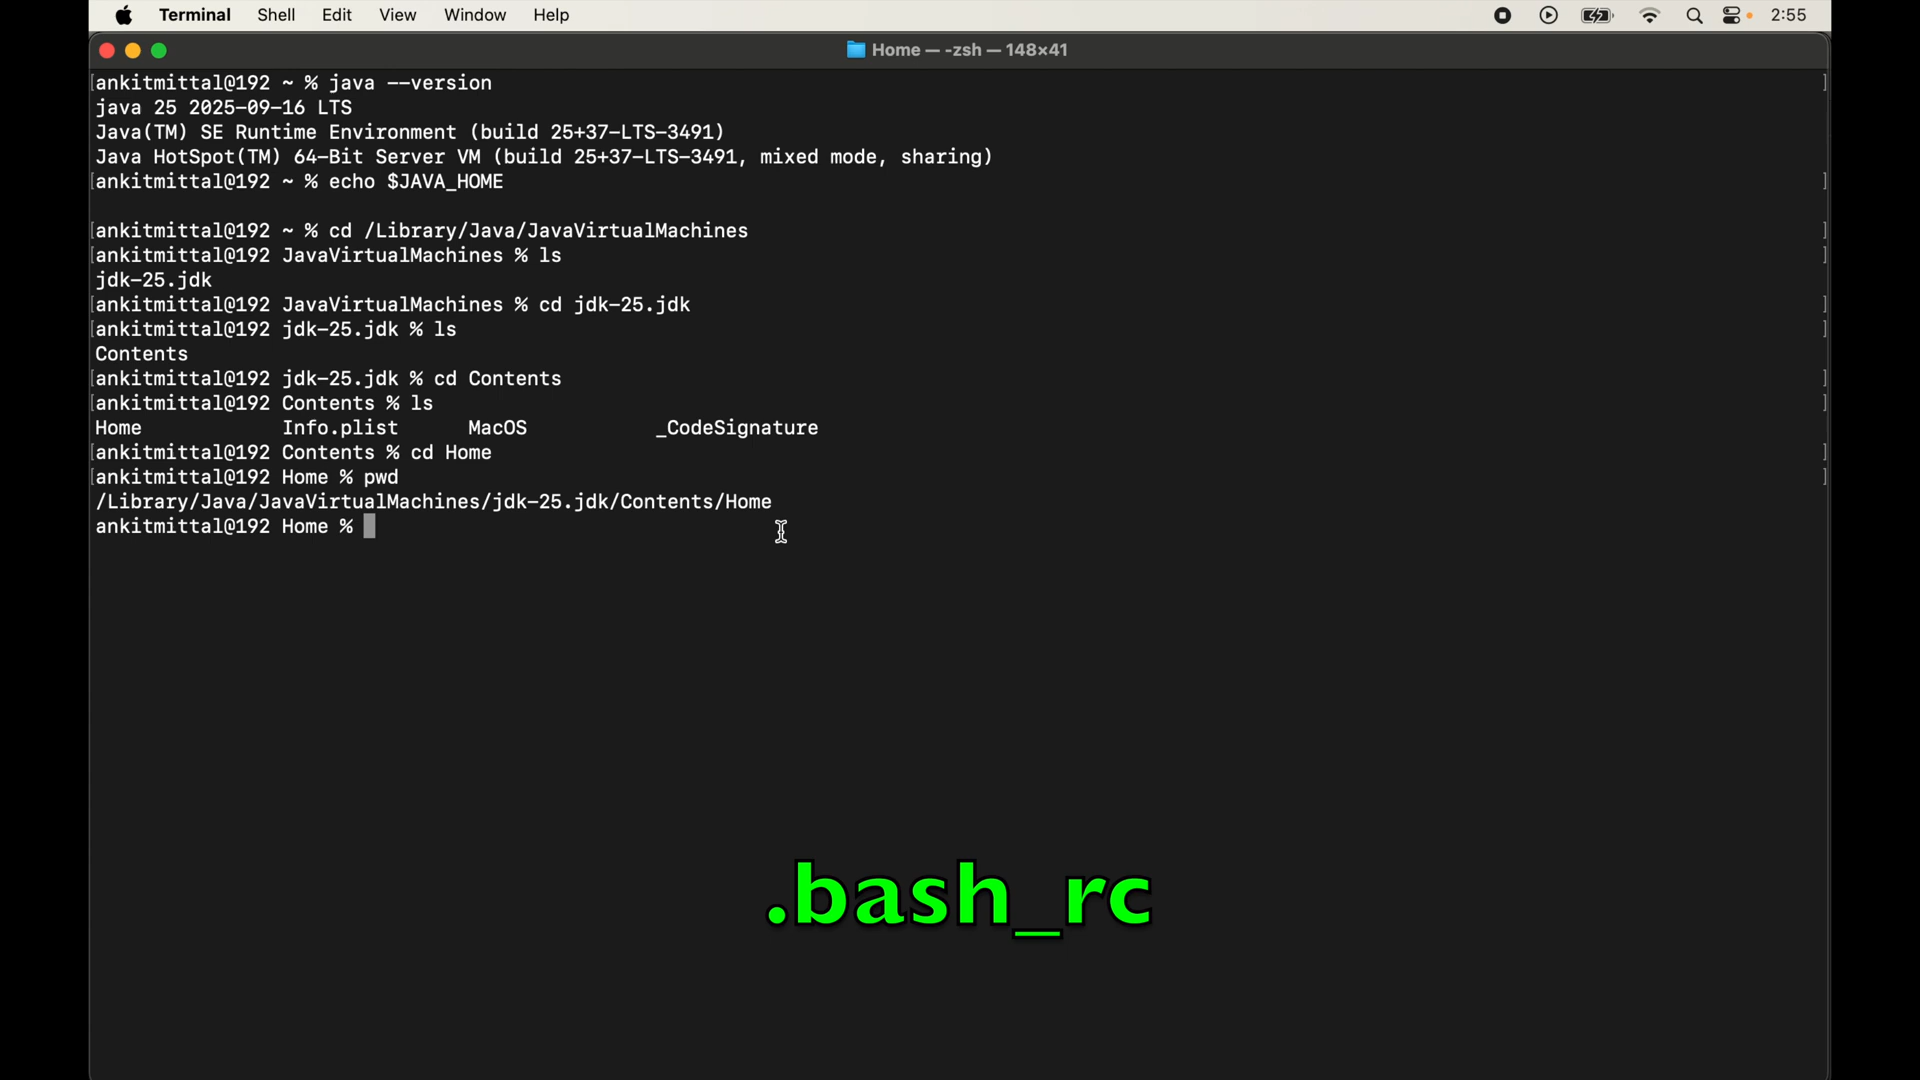 Terminal Shell Edit View Window Help 2:55
Home — -zsh — 148×41
[ankitmittal@192 ~ % java --version ]
java 25 2025-09-16 LTS
Java(TM) SE Runtime Environment (build 25+37-LTS-3491)
Java HotSpot(TM) 64-Bit Server VM (build 25+37-LTS-3491, mixed mode, sharing)
[ankitmittal@192 ~ % echo $JAVA_HOME ]
[ankitmittal@192 ~ % cd /Library/Java/JavaVirtualMachines ]
[ankitmittal@192 JavaVirtualMachines % ls ]
jdk-25.jdk
[ankitmittal@192 JavaVirtualMachines % cd jdk-25.jdk ]
[ankitmittal@192 jdk-25.jdk % ls ]
Contents
[ankitmittal@192 jdk-25.jdk % cd Contents ]
[ankitmittal@192 Contents % ls ]
Home Info.plist MacOS _CodeSignature
[ankitmittal@192 Contents % cd Home ]
[ankitmittal@192 Home % pwd ]
/Library/Java/JavaVirtualMachines/jdk-25.jdk/Contents/Home
ankitmittal@192 Home %
.bash_rc